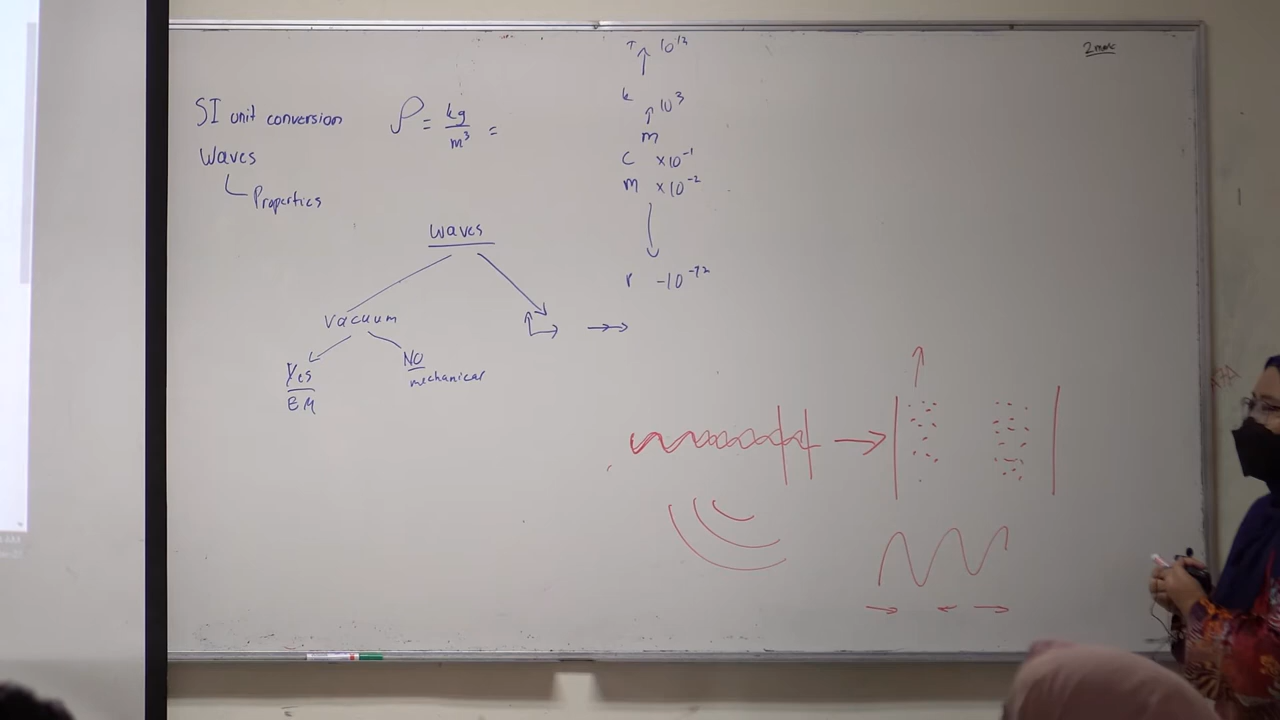 SI unit conversion
Waves
Properties
ρ = kg/m³ =
T 10¹²
k
10³
m
c ×10⁻¹
m ×10⁻²
r -10⁻¹²
Waves
Vacuum
Yes
EM
NO
mechanical